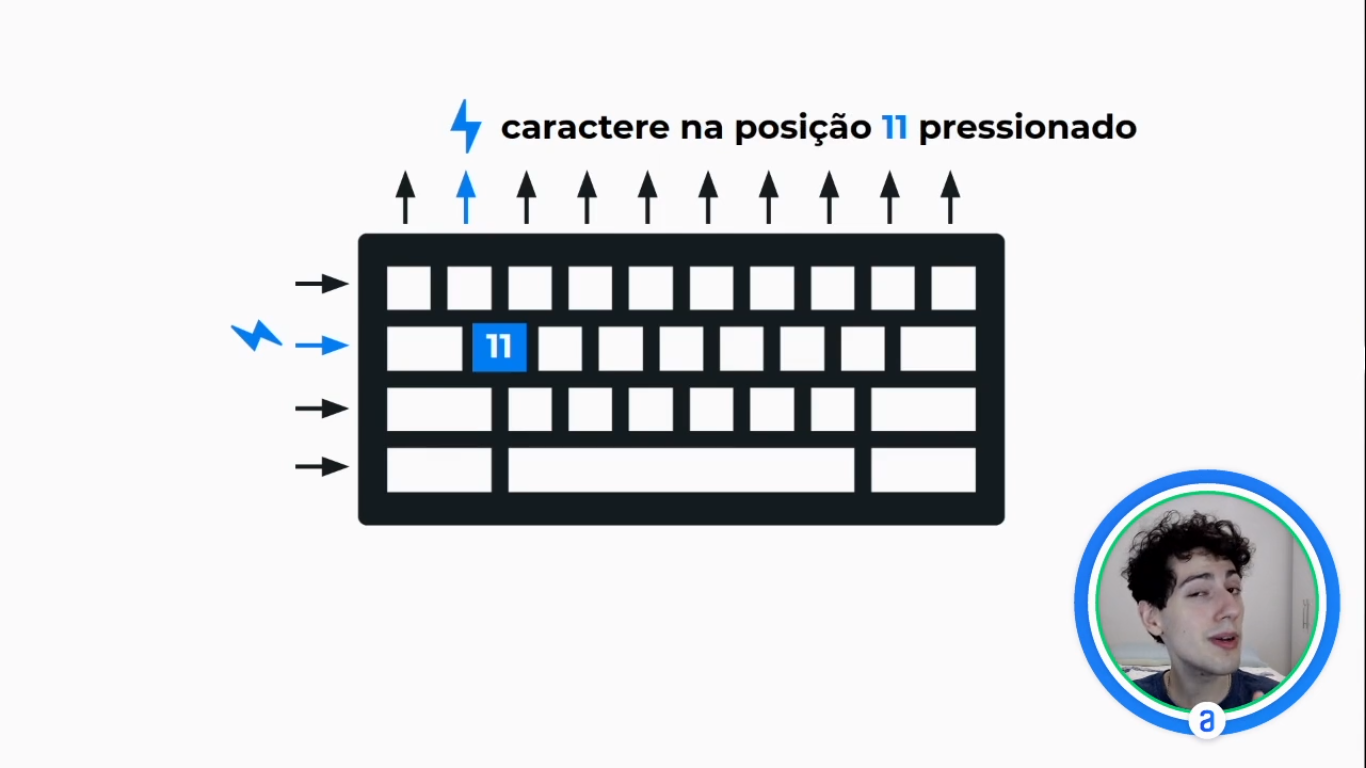 caractere na posição 11 pressionado
11
a